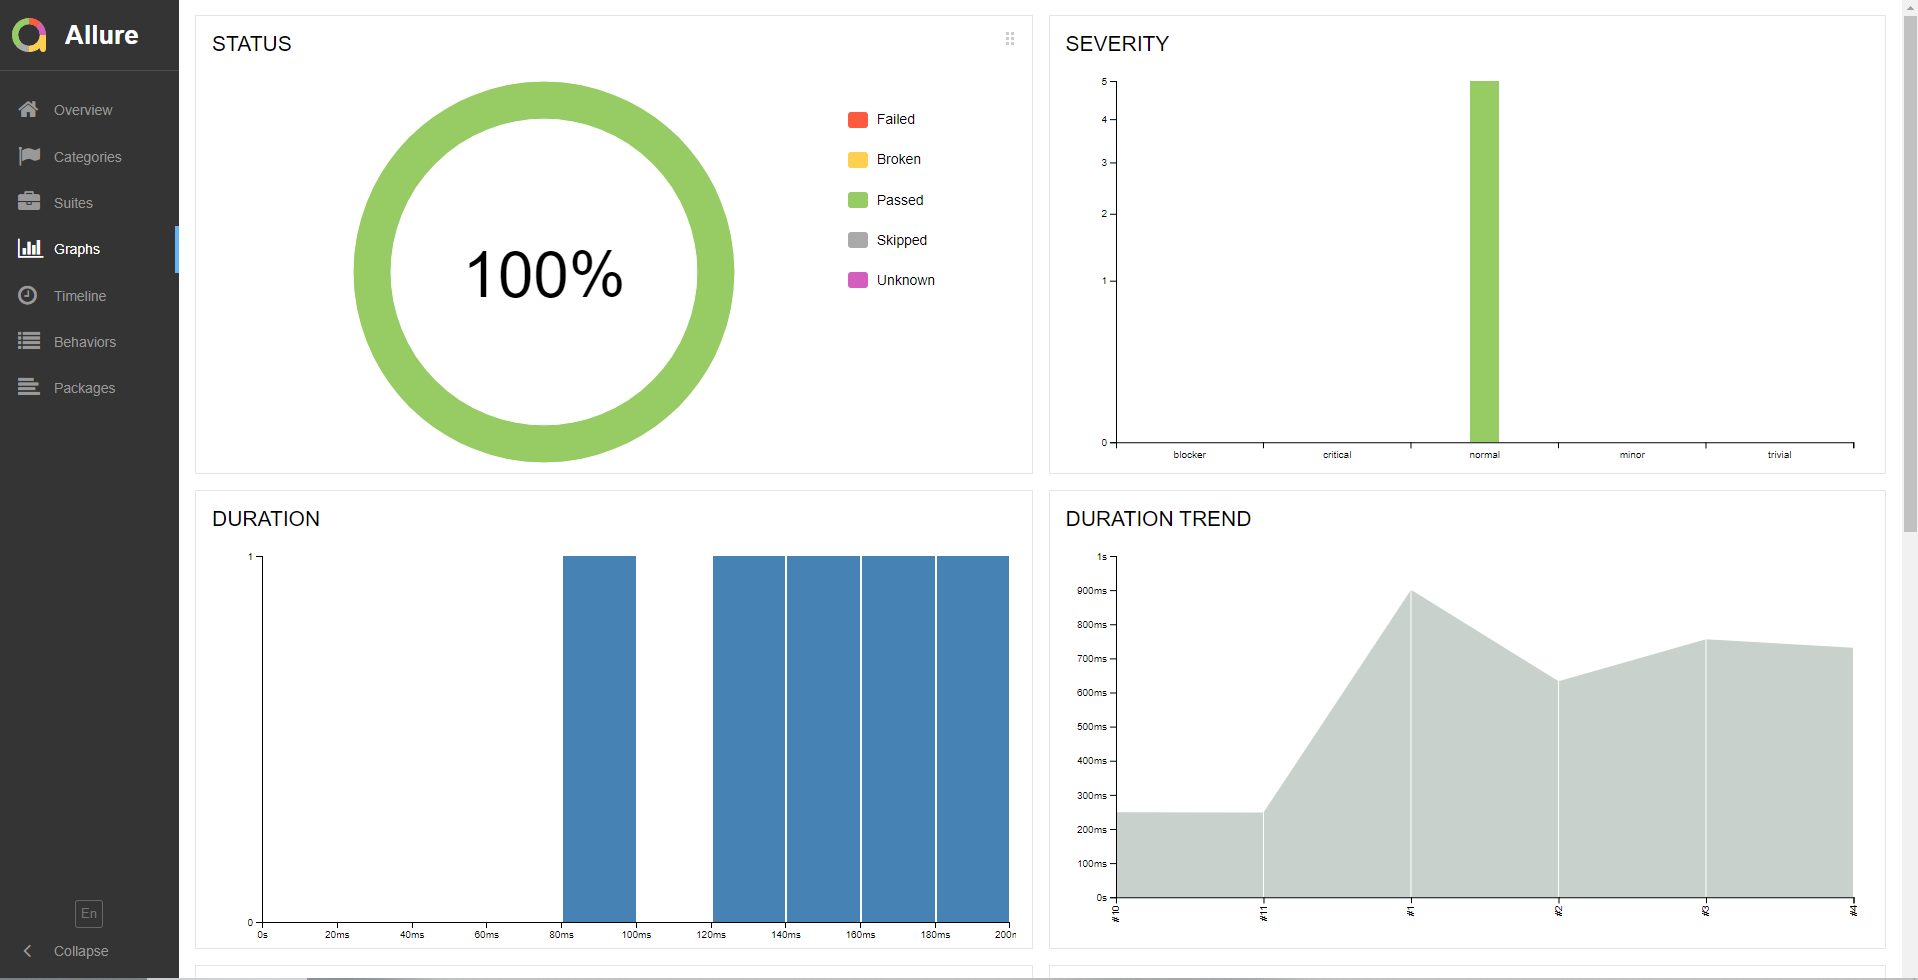 Allure
Overview
Categories
Suites
Graphs
Timeline
Behaviors
Packages
En
Collapse
STATUS
100%
Failed
Broken
Passed
Skipped
Unknown
SEVERITY
5
4
3
2
1
0
blocker critical normal minor trivial
DURATION
1
0
0s 20ms 40ms 60ms 80ms 100ms 120ms 140ms 160ms 180ms 200m
DURATION TREND
1s
900ms
800ms
700ms
600ms
500ms
400ms
300ms
200ms
100ms
0s
#10 #11 #1 #2 #3 #4